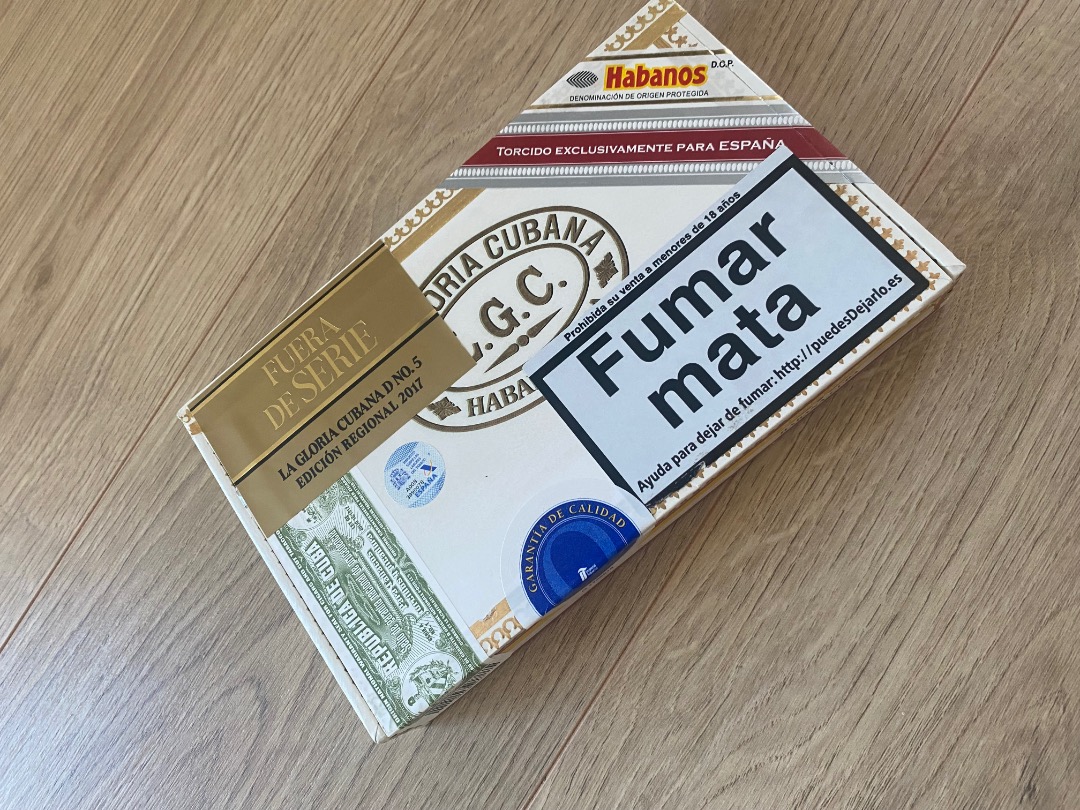 Habanos D.O.P.
DENOMINACIÓN DE ORIGEN PROTEGIDA
TORCIDO EXCLUSIVAMENTE PARA ESPAÑA
ORIA CUBANA
L.G.C.
HABA
FUERA
DE SERIE
LA GLORIA CUBANA D NO. 5
EDICIÓN REGIONAL 2017
Prohibida su venta a menores de 18 años
Fumar
mata
Ayuda para dejar de fumar: http://puedesDejarlo.es
ESPAÑA
GARANTÍA DE CALIDAD
REPÚBLICA DE CUBA